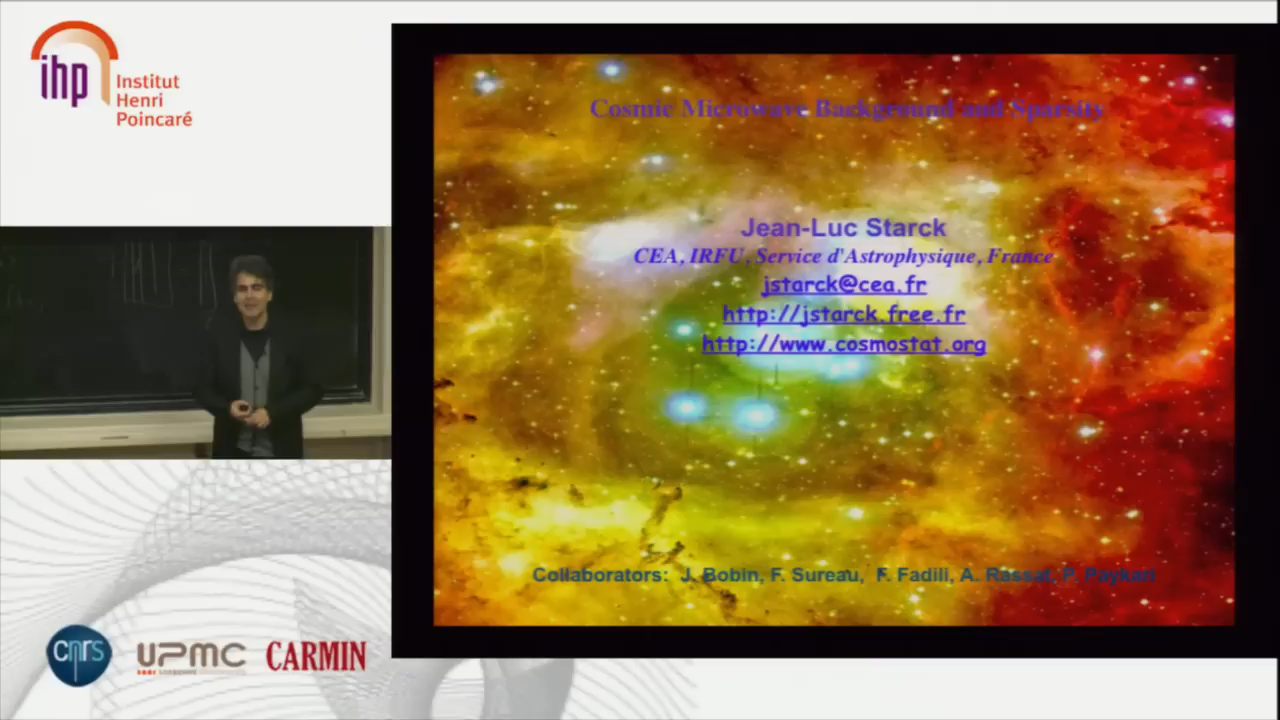 ihp
Institut
Henri
Poincaré
Cosmic Microwave Background and Sparsity
Jean-Luc Starck
CEA, IRFU, Service d'Astrophysique, France
jstarck@cea.fr
http://jstarck.free.fr
http://www.cosmostat.org
Collaborators: J. Bobin, F. Sureau, F. Fadili, A. Rassat, P. Paykari
cnrs
UPMC
CARMIN